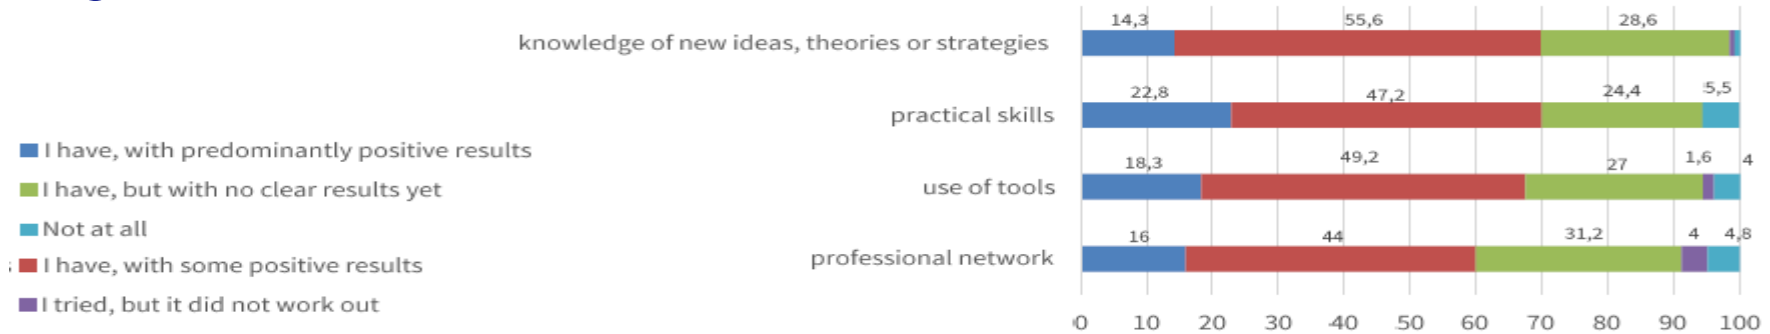 14,3 55,6 28,6
knowledge of new ideas, theories or strategies
22,8 47,2 24,4 5,5
practical skills
I have, with predominantly positive results
18,3 49,2 27 1,6 4
use of tools
I have, but with no clear results yet
Not at all
16 44 31,2 4 4,8
professional network
I have, with some positive results
I tried, but it did not work out
0 10 20 30 40 50 60 70 80 90 100